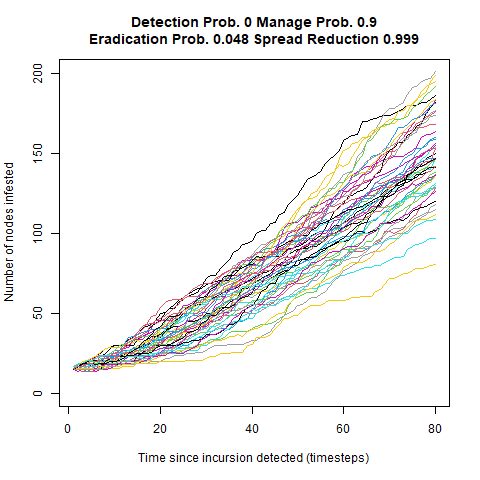 Detection Prob. 0 Manage Prob. 0.9
Eradication Prob. 0.048 Spread Reduction 0.999
Number of nodes infested
200
150
100
50
0
0 20 40 60 80
Time since incursion detected (timesteps)